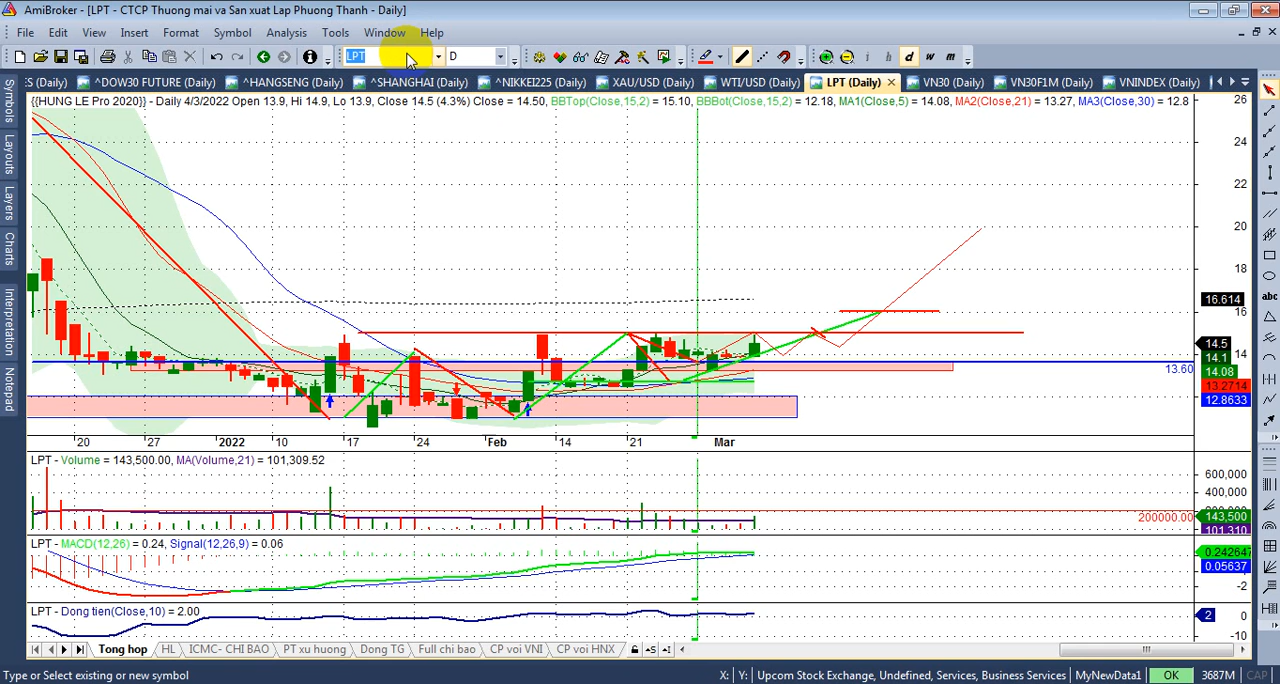 AmiBroker - [LPT - CTCP Thuong mai va San xuat Lap Phuong Thanh - Daily]
File Edit View Insert Format Symbol Analysis Tools Window Help
LPT D i h d w m
S (Daily) ^DOW30 FUTURE (Daily) ^HANGSENG (Daily) ^SHANGHAI (Daily) ^NIKKEI225 (Daily) XAU/USD (Daily) WTI/USD (Daily) LPT (Daily) VN30 (Daily) VN30F1M (Daily) VNINDEX (Daily)
Symbols
Layouts
Layers
Charts
Interpretation
Notepad
{{HUNG LE Pro 2020}} - Daily 4/3/2022 Open 13.9, Hi 14.9, Lo 13.9, Close 14.5 (4.3%) Close = 14.50, BBTop(Close,15,2) = 15.10, BBBot(Close,15,2) = 12.18, MA1(Close,5) = 14.08, MA2(Close,21) = 13.27, MA3(Close,30) = 12.8
26
24
22
20
18
16.614
16
14.5
14
14.1
13.60
14.08
13.2714
12.8633
20 27 2022 10 17 24 Feb 14 21 Mar
LPT - Volume = 143,500.00, MA(Volume,21) = 101,309.52
600,000
400,000
200000.00
143,500
101,310
LPT - MACD(12,26) = 0.24, Signal(12,26,9) = 0.06
0.242647
0.05637
-2
LPT - Dong tien(Close,10) = 2.00
2
0
-10
Tong hop HL ICMC- CHI BAO PT xu huong Dong TG Full chi bao CP voi VNI CP voi HNX
abc
Type or Select existing or new symbol X: Y: Upcom Stock Exchange, Undefined, Services, Business Services MyNewData1 OK 3687M CAP